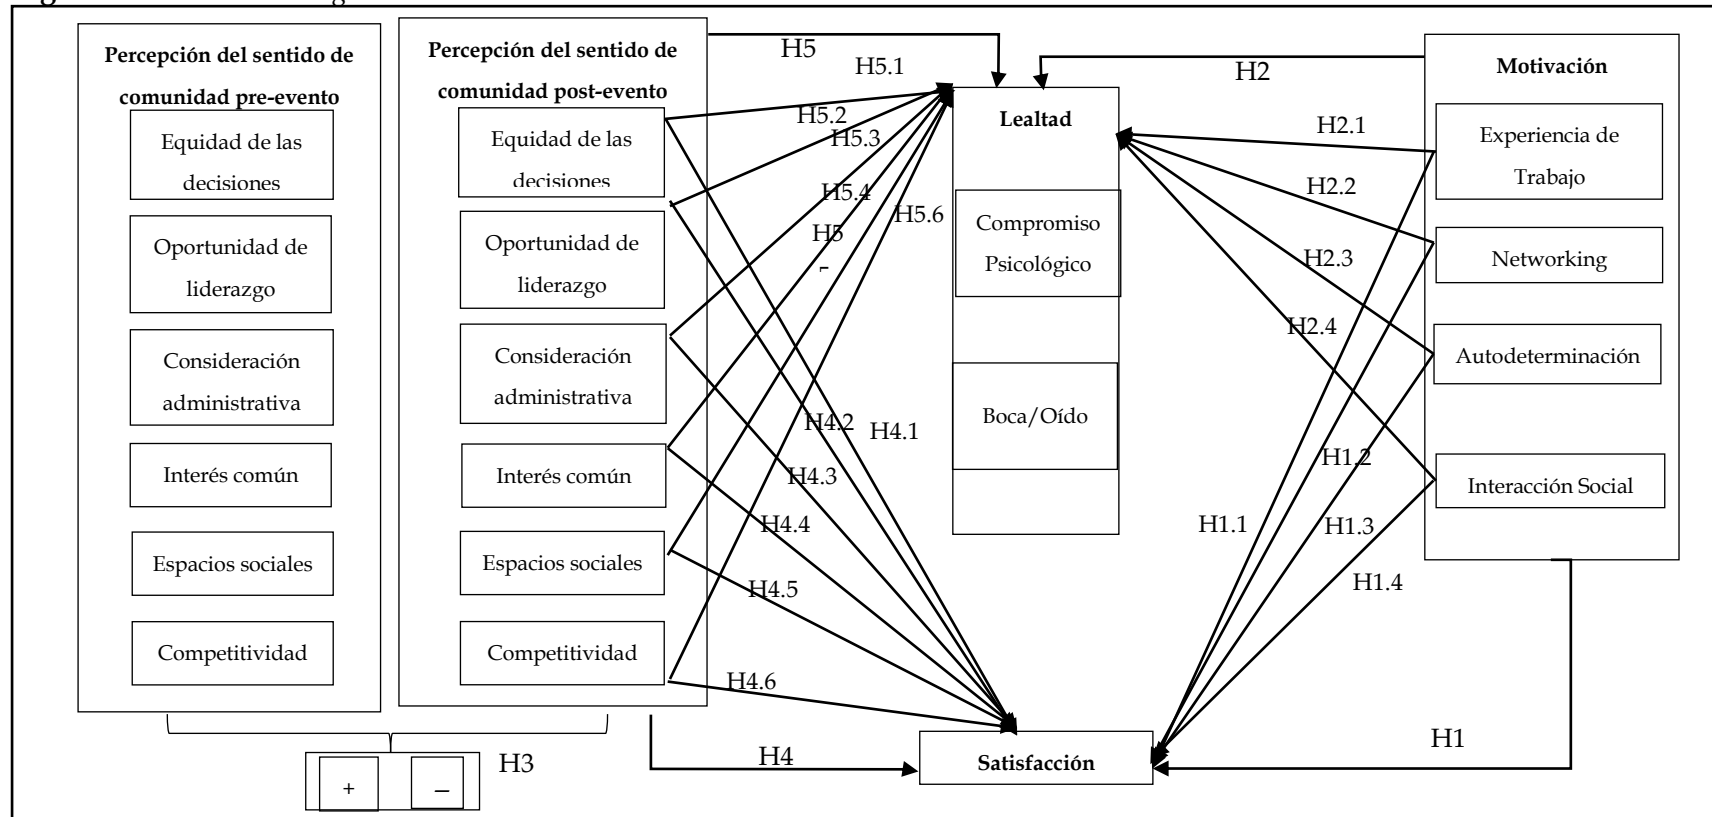 Percepción del sentido de
comunidad pre-evento
Equidad de las
decisiones
Oportunidad de
liderazgo
Consideración
administrativa
Interés común
Espacios sociales
Competitividad
Percepción del sentido de
comunidad post-evento
Equidad de las
decisiones
Oportunidad de
liderazgo
Consideración
administrativa
Interés común
Espacios sociales
Competitividad
+
–
H3
H5
H5.1
H5.2
H5.3
H5.4
H5
H5.6
H4.2
H4.1
H4.3
H4.4
H4.5
H4.6
H4
Lealtad
Compromiso
Psicológico
Boca/Oído
Satisfacción
H2
H2.1
H2.2
H2.3
H2.4
H1.2
H1.1
H1.3
H1.4
H1
Motivación
Experiencia de
Trabajo
Networking
Autodeterminación
Interacción Social